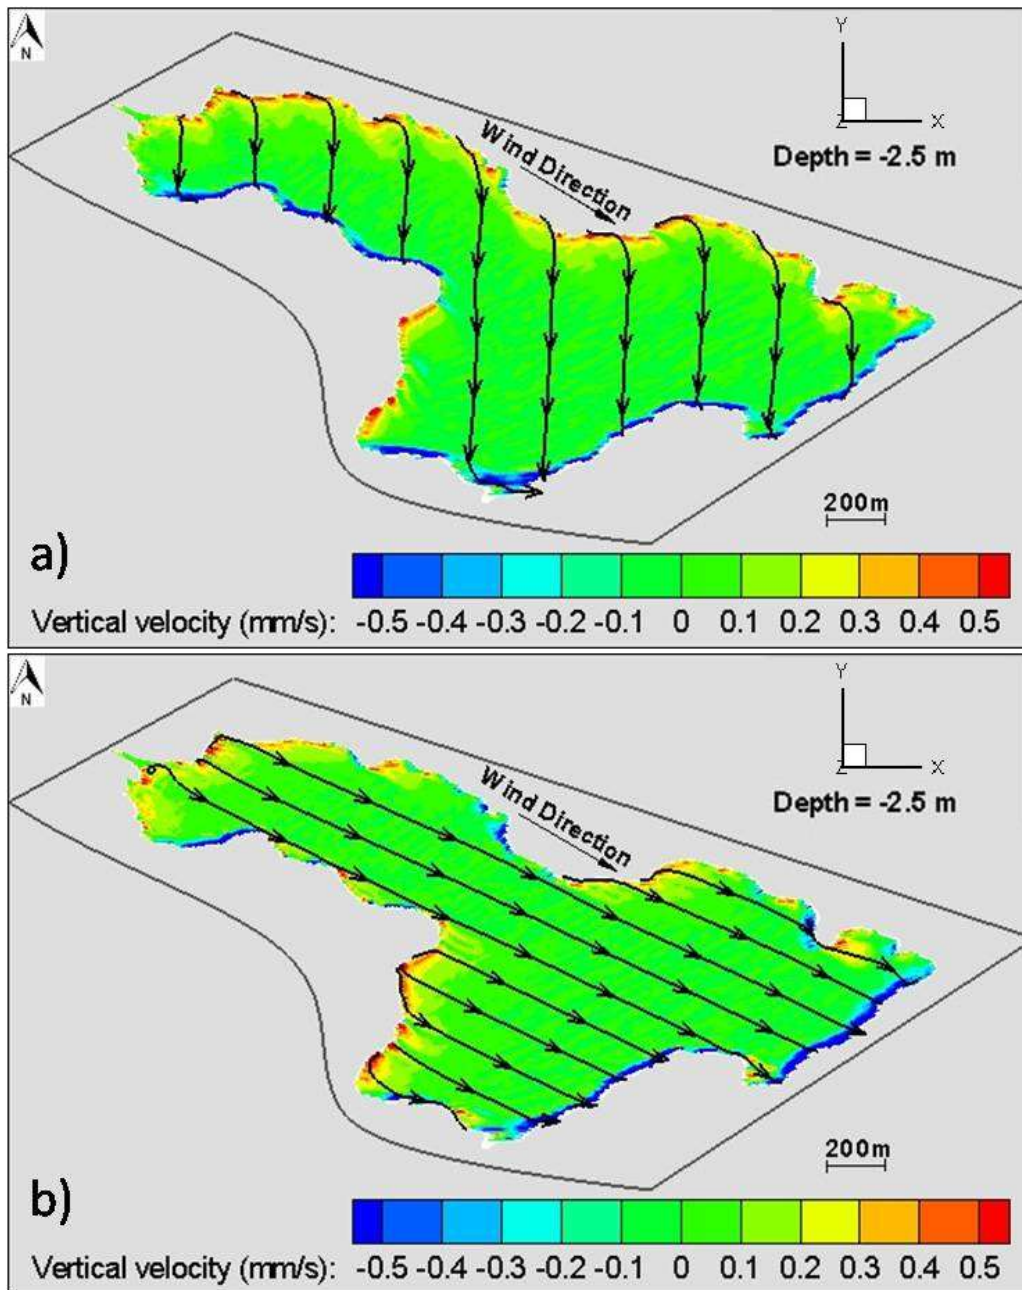 N
Y
Z
X
Wind Direction
Depth = -2.5 m
200m
a)
Vertical velocity (mm/s): -0.5 -0.4 -0.3 -0.2 -0.1 0 0.1 0.2 0.3 0.4 0.5
N
Y
Z
X
Wind Direction
Depth = -2.5 m
200m
b)
Vertical velocity (mm/s): -0.5 -0.4 -0.3 -0.2 -0.1 0 0.1 0.2 0.3 0.4 0.5